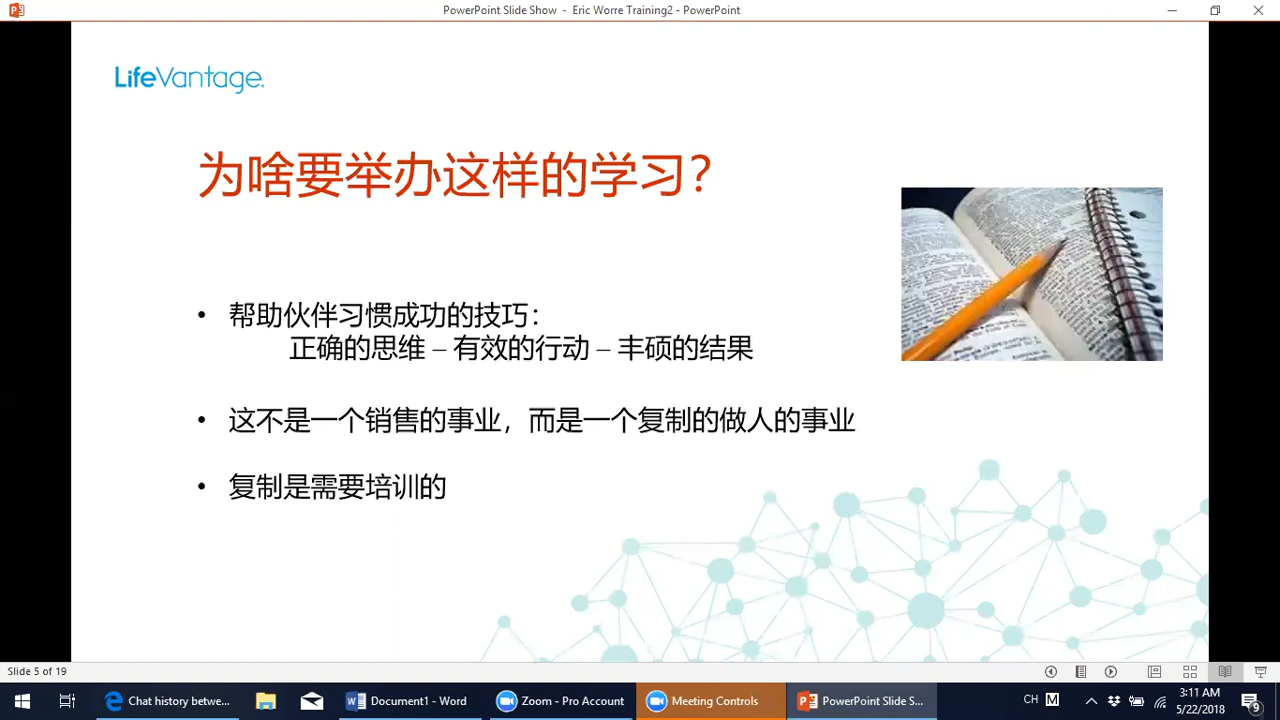 PowerPoint Slide Show - Eric Worre Training2 - PowerPoint
LifeVantage.
为啥要举办这样的学习？
• 帮助伙伴习惯成功的技巧：
正确的思维 – 有效的行动 – 丰硕的结果
• 这不是一个销售的事业，而是一个复制的做人的事业
• 复制是需要培训的
Slide 5 of 19
Chat history betwe...
Document1 - Word
Zoom - Pro Account
Meeting Controls
PowerPoint Slide S...
CH
M
3:11 AM
5/22/2018
9